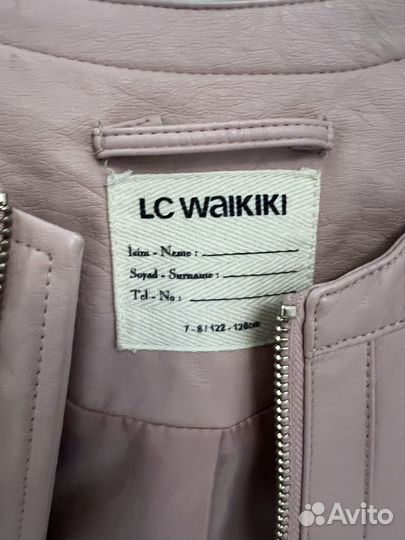 LC WAIKIKI
İsim - Name :
Soyad - Surname :
Tel - No :
7 - 8 / 122 - 128cm
Avito